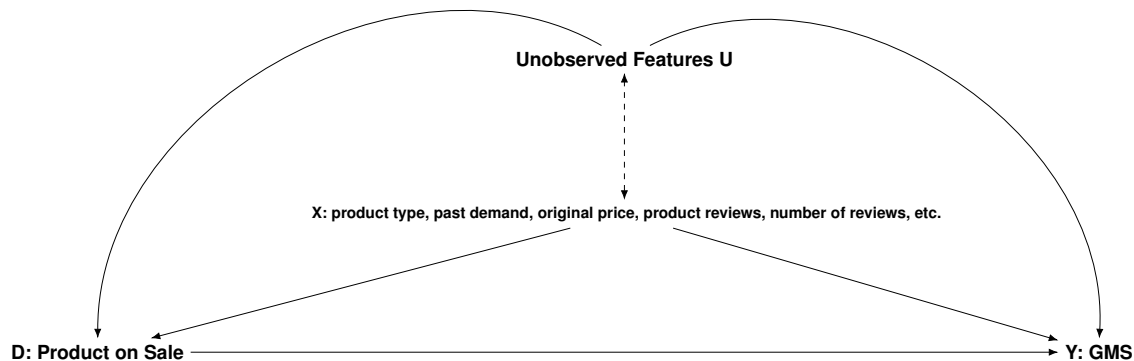 Unobserved Features U
X: product type, past demand, original price, product reviews, number of reviews, etc.
D: Product on Sale
Y: GMS